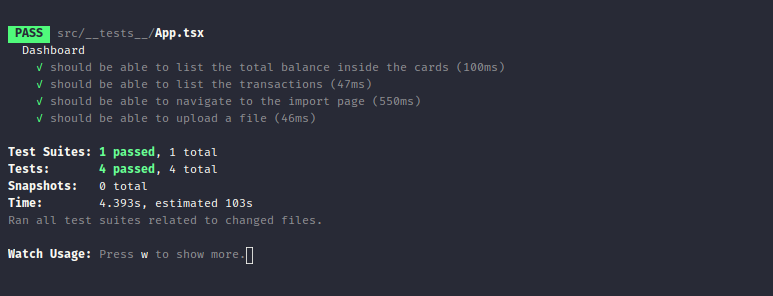 PASS src/__tests__/App.tsx
Dashboard
√ should be able to list the total balance inside the cards (100ms)
√ should be able to list the transactions (47ms)
√ should be able to navigate to the import page (550ms)
√ should be able to upload a file (46ms)
Test Suites: 1 passed, 1 total
Tests: 4 passed, 4 total
Snapshots: 0 total
Time: 4.393s, estimated 103s
Ran all test suites related to changed files.
Watch Usage: Press w to show more.